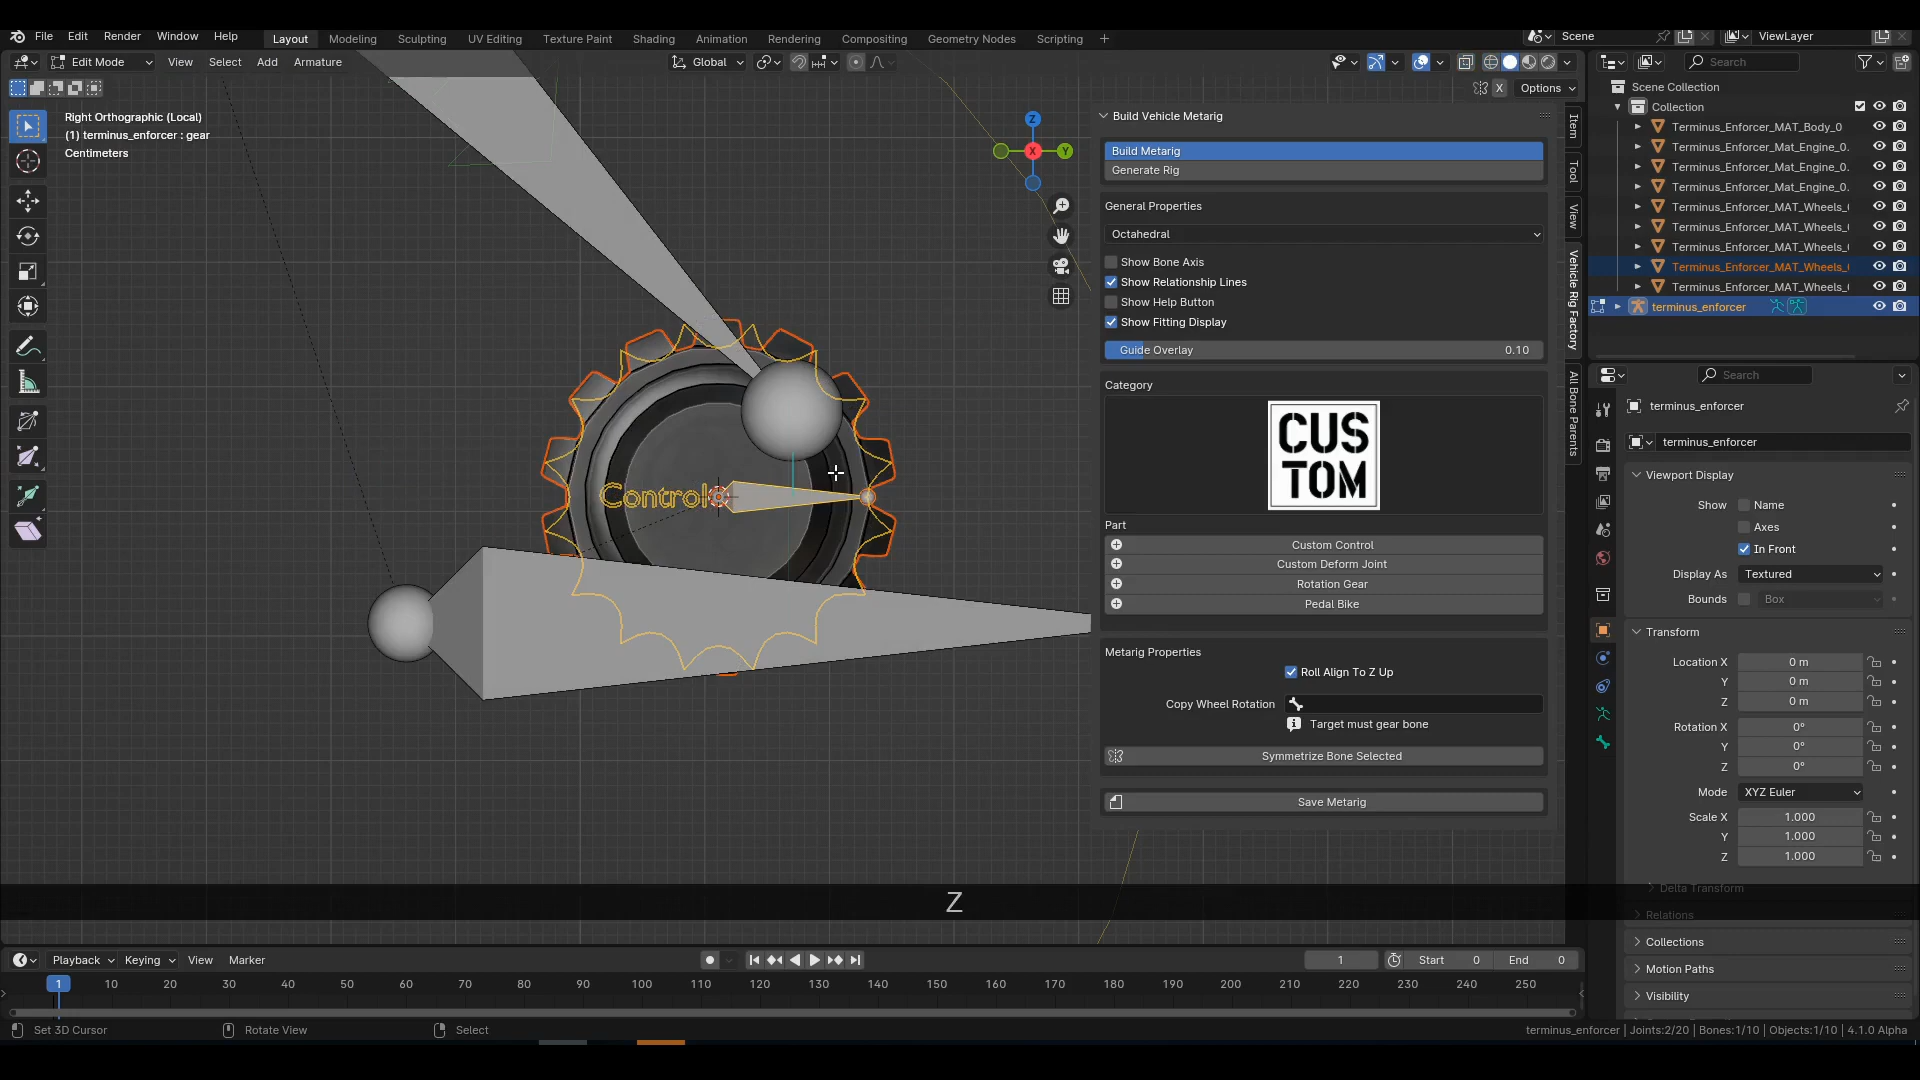 File Edit Render Window Help
Layout Modeling Sculpting UV Editing Texture Paint Shading Animation Rendering Compositing Geometry Nodes Scripting +
Scene
ViewLayer
Edit Mode View Select Add Armature
Global
Search
X Options
Right Orthographic (Local)
(1) terminus_enforcer : gear
Centimeters
Z
X
Y
Control
Build Vehicle Metarig
Build Metarig
Generate Rig
General Properties
Octahedral
Show Bone Axis
Show Relationship Lines
Show Help Button
Show Fitting Display
Guide Overlay 0.10
Category
CUS
TOM
Part
Custom Control
Custom Deform Joint
Rotation Gear
Pedal Bike
Metarig Properties
Roll Align To Z Up
Copy Wheel Rotation
Target must gear bone
Symmetrize Bone Selected
Save Metarig
Item
Tool
View
Vehicle Rig Factory
All Bone Parents
Scene Collection
Collection
Terminus_Enforcer_MAT_Body_0
Terminus_Enforcer_Mat_Engine_0.
Terminus_Enforcer_Mat_Engine_0.
Terminus_Enforcer_Mat_Engine_0.
Terminus_Enforcer_MAT_Wheels_
Terminus_Enforcer_MAT_Wheels_
Terminus_Enforcer_MAT_Wheels_
Terminus_Enforcer_MAT_Wheels_
Terminus_Enforcer_MAT_Wheels_
terminus_enforcer
Search
terminus_enforcer
terminus_enforcer
Viewport Display
Show Name
Axes
In Front
Display As Textured
Bounds Box
Transform
Location X 0 m
Y 0 m
Z 0 m
Rotation X 0°
Y 0°
Z 0°
Mode XYZ Euler
Scale X 1.000
Y 1.000
Z 1.000
Delta Transform
Relations
Collections
Motion Paths
Visibility
Z
Playback Keying View Marker
1 Start 0 End 0
1 10 20 30 40 50 60 70 80 90 100 110 120 130 140 150 160 170 180 190 200 210 220 230 240 250
Set 3D Cursor Rotate View Select
terminus_enforcer | Joints:2/20 | Bones:1/10 | Objects:1/10 | 4.1.0 Alpha